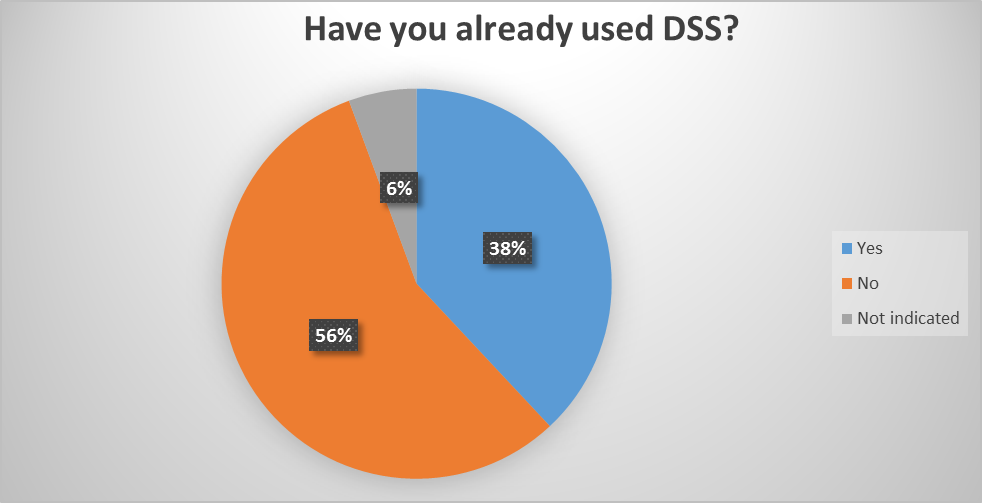 Have you already used DSS?
6%
38%
56%
Yes
No
Not indicated